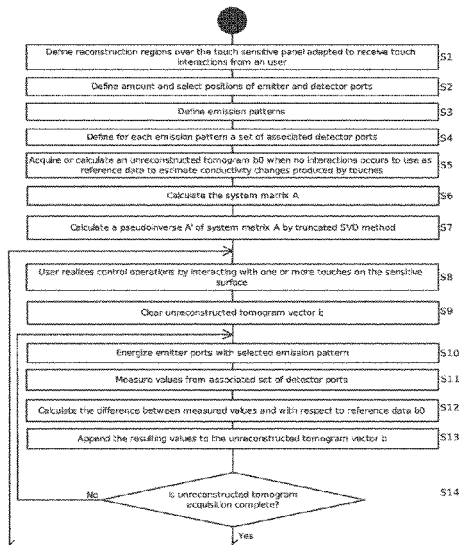 Define reconstruction regions over the touch sensitive panel adapted to receive touch
interactions from an user
S1
Define amount and select positions of emitter and detector ports
S2
Define emission patterns
S3
Define for each emission pattern a set of associated detector ports
S4
Acquire or calculate an unreconstructed tomogram b0 when no interactions occurs to use as
reference data to estimate conductivity changes produced by touches
S5
Calculate the system matrix A
S6
Calculate a pseudoinverse A' of system matrix A by truncated SVD method
S7
User realizes control operations by interacting with one or more touches on the sensitive
surface
S8
Clear unreconstructed tomogram vector b
S9
Energize emitter ports with selected emission pattern
S10
Measure values from associated set of detector ports
S11
Calculate the difference between measured values and with respect to reference data b0
S12
Append the resulting values to the unreconstructed tomogram vector b
S13
No
Is unreconstructed tomogram
acquisition complete?
S14
Yes